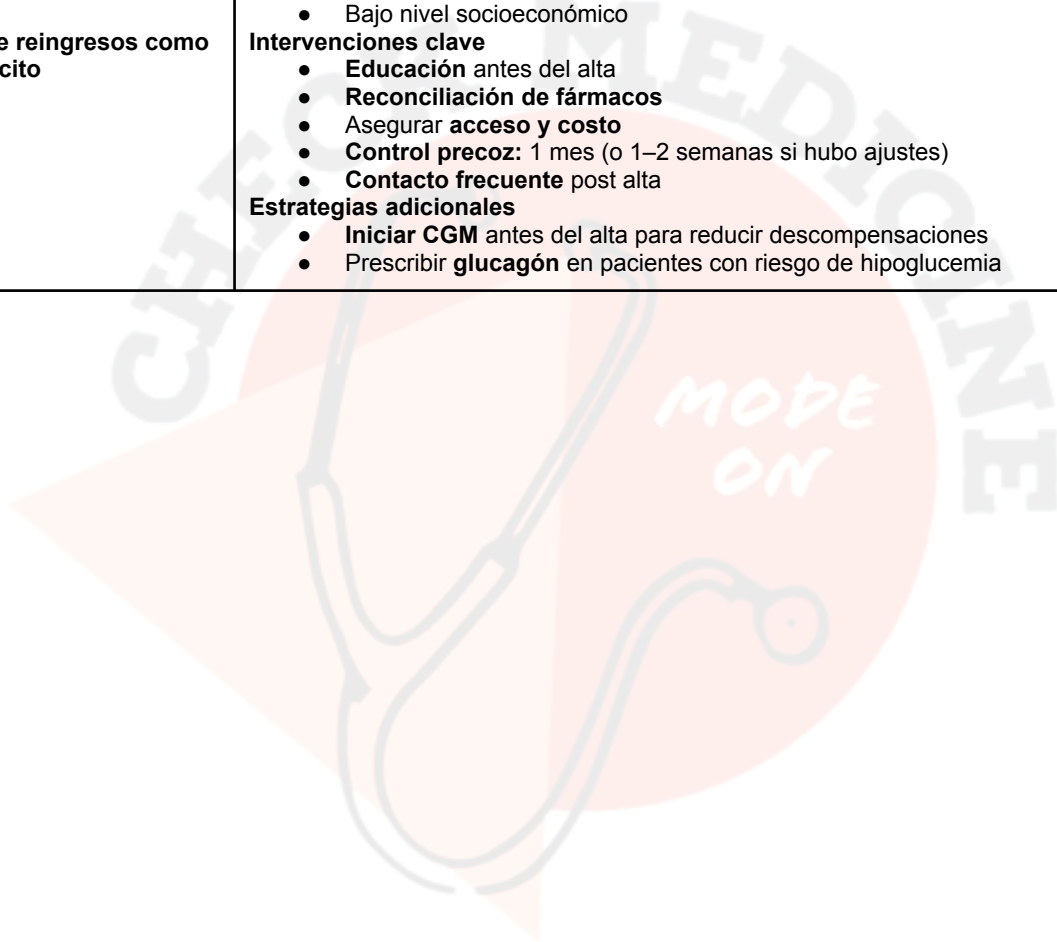 ● Bajo nivel socioeconómico
e reingresos como
cito
Intervenciones clave
● Educación antes del alta
● Reconciliación de fármacos
● Asegurar acceso y costo
● Control precoz: 1 mes (o 1–2 semanas si hubo ajustes)
● Contacto frecuente post alta
Estrategias adicionales
● Iniciar CGM antes del alta para reducir descompensaciones
● Prescribir glucagón en pacientes con riesgo de hipoglucemia
MODE
ON